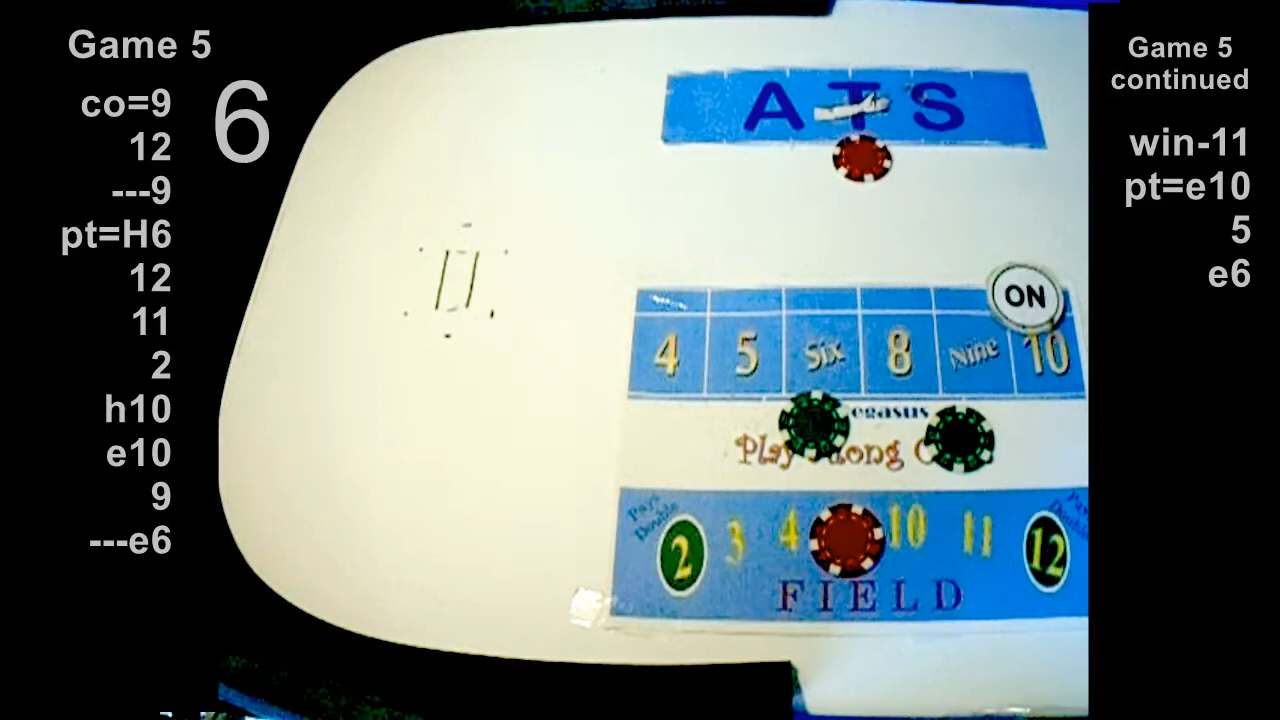 Game 5
co=9
12
---9
pt=H6
12
11
2
h10
e10
9
---e6
6
A T S
ON
4 5 Six 8 Nine 10
egasus
Play
2 3 4 10 11 12
FIELD
Game 5
continued
win-11
pt=e10
5
e6